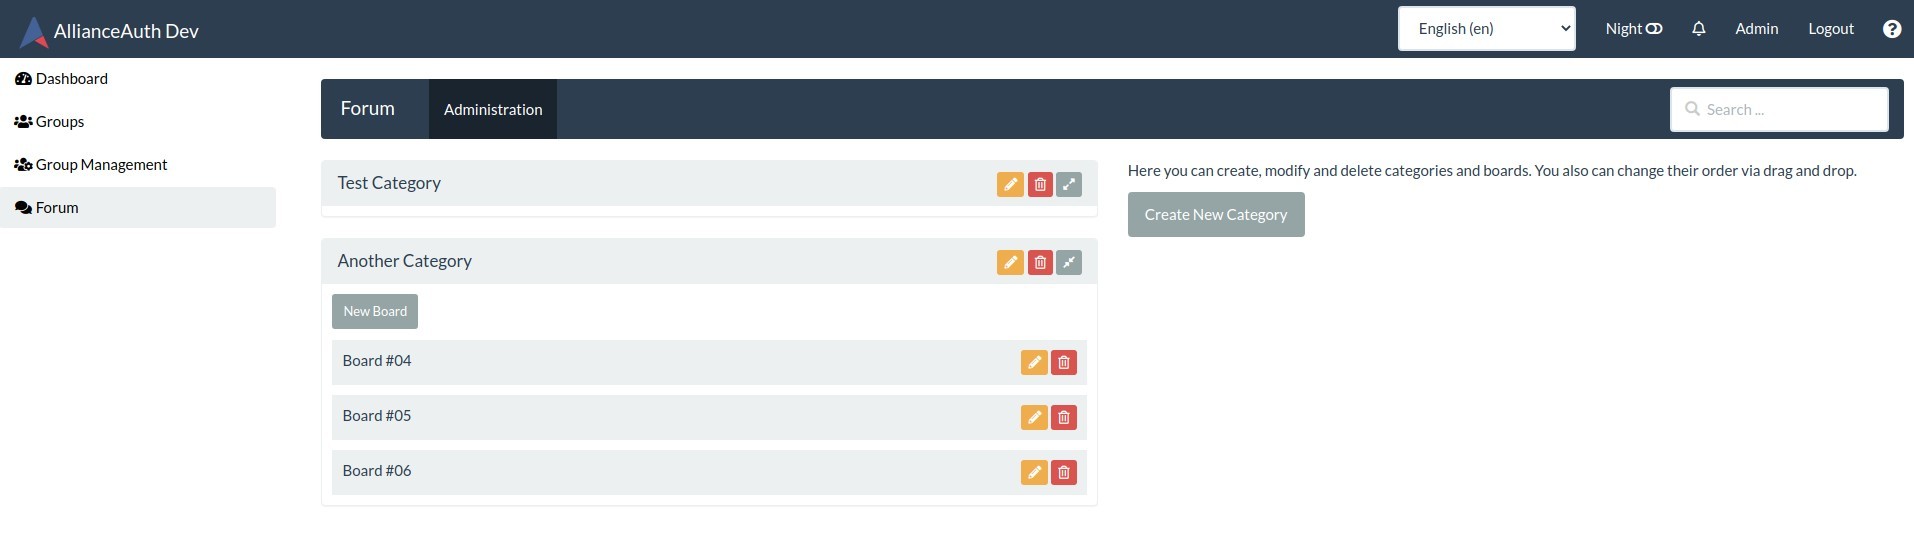 AllianceAuth Dev
English (en)
Night
Admin
Logout
Dashboard
Groups
Group Management
Forum
Forum
Administration
Search ...
Test Category
Another Category
New Board
Board #04
Board #05
Board #06
Here you can create, modify and delete categories and boards. You also can change their order via drag and drop.
Create New Category